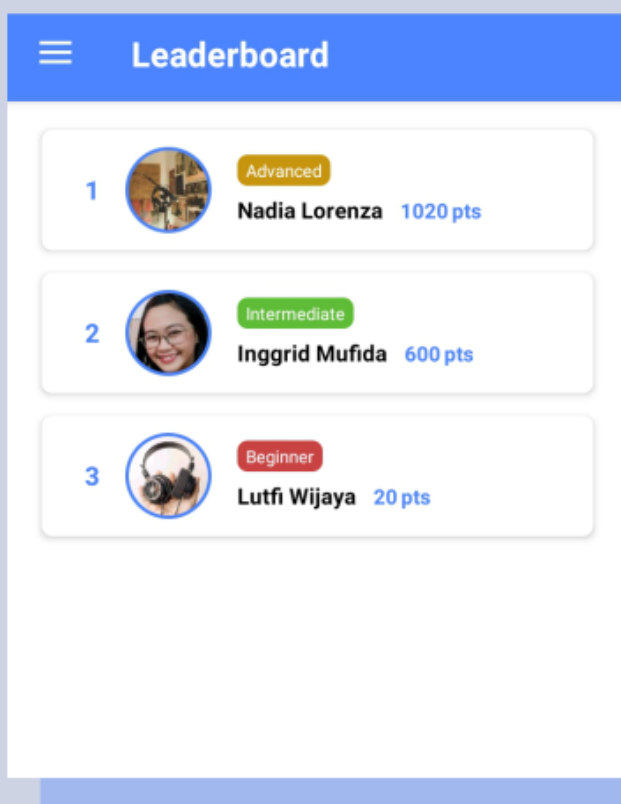 Leaderboard
1
Advanced
Nadia Lorenza 1020 pts
2
Intermediate
Inggrid Mufida 600 pts
3
Beginner
Lutfi Wijaya 20 pts